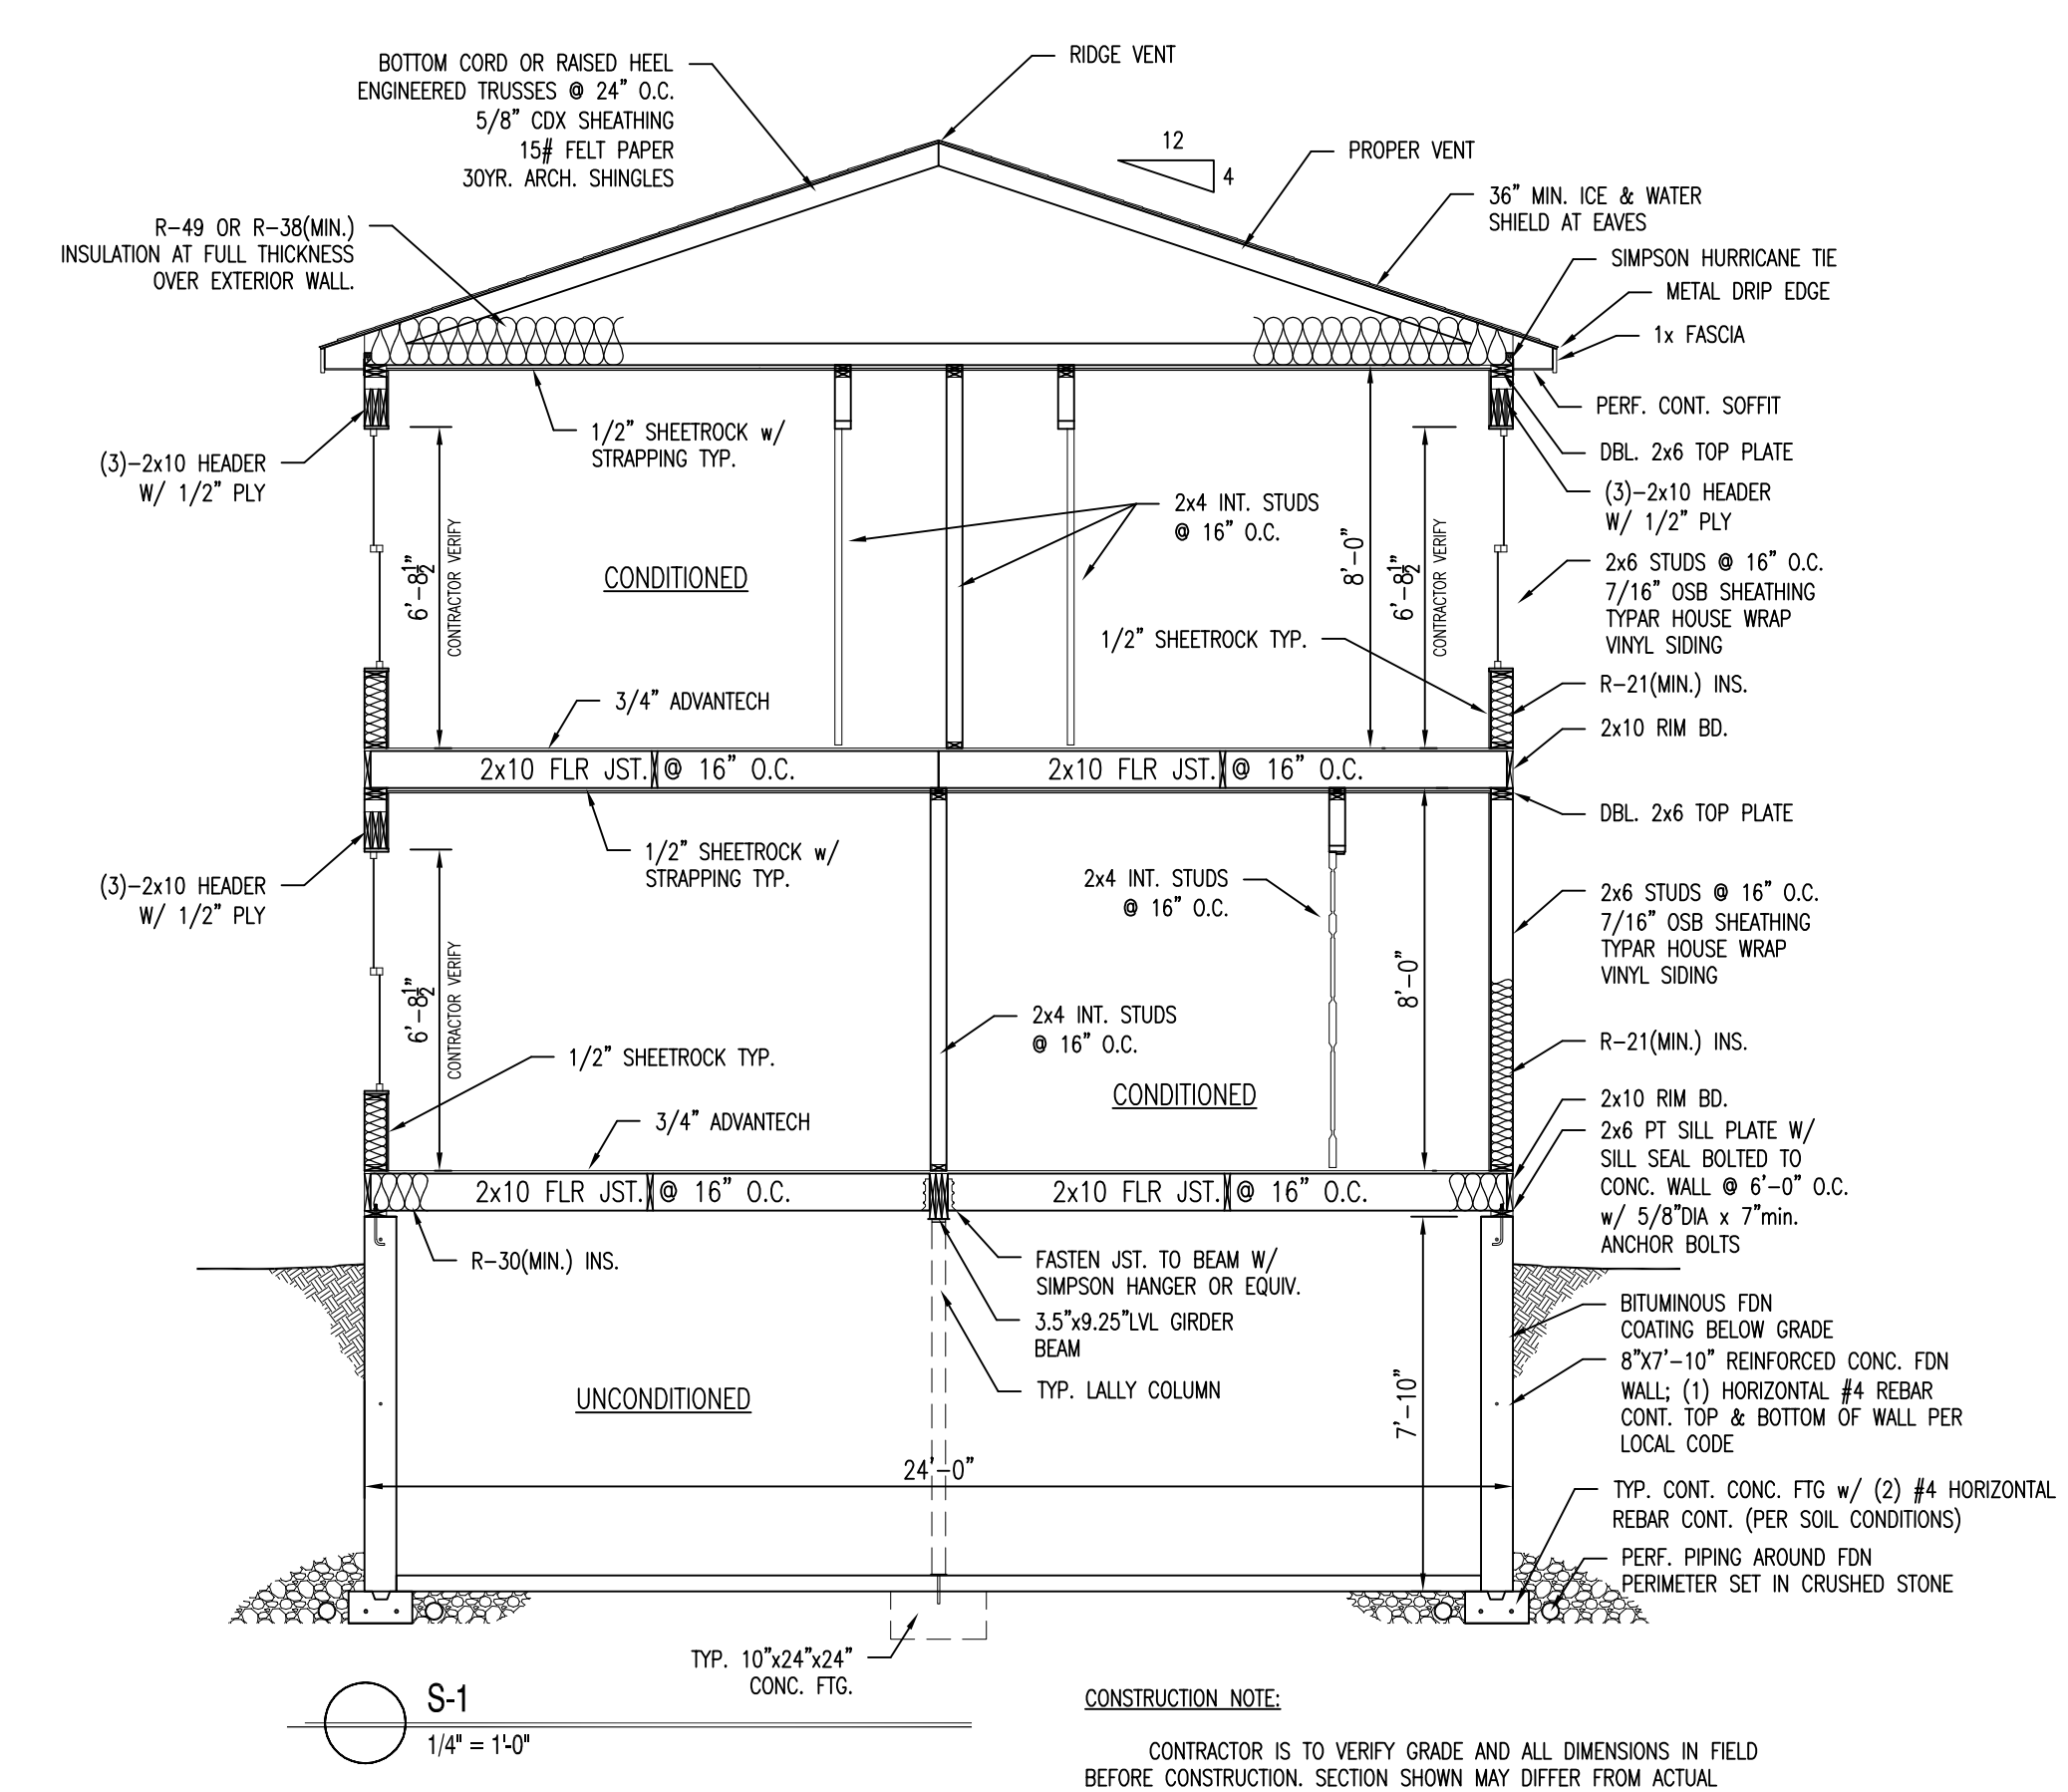 BOTTOM CORD OR RAISED HEEL
ENGINEERED TRUSSES @ 24" O.C.
5/8" CDX SHEATHING
15# FELT PAPER
30YR. ARCH. SHINGLES
RIDGE VENT
12
4
PROPER VENT
36" MIN. ICE & WATER
SHIELD AT EAVES
R-49 OR R-38(MIN.)
INSULATION AT FULL THICKNESS
OVER EXTERIOR WALL.
SIMPSON HURRICANE TIE
METAL DRIP EDGE
1x FASCIA
PERF. CONT. SOFFIT
DBL. 2x6 TOP PLATE
(3)-2x10 HEADER
W/ 1/2" PLY
(3)-2x10 HEADER
W/ 1/2" PLY
1/2" SHEETROCK w/
STRAPPING TYP.
6'-8 1/2"
CONTRACTOR VERIFY
CONDITIONED
2x4 INT. STUDS
@ 16" O.C.
8'-0"
6'-8 1/2"
CONTRACTOR VERIFY
2x6 STUDS @ 16" O.C.
7/16" OSB SHEATHING
TYPAR HOUSE WRAP
VINYL SIDING
1/2" SHEETROCK TYP.
R-21(MIN.) INS.
3/4" ADVANTECH
2x10 RIM BD.
2x10 FLR JST. @ 16" O.C.
2x10 FLR JST. @ 16" O.C.
DBL. 2x6 TOP PLATE
(3)-2x10 HEADER
W/ 1/2" PLY
1/2" SHEETROCK w/
STRAPPING TYP.
2x4 INT. STUDS
@ 16" O.C.
2x6 STUDS @ 16" O.C.
7/16" OSB SHEATHING
TYPAR HOUSE WRAP
VINYL SIDING
6'-8 1/2"
CONTRACTOR VERIFY
8'-0"
2x4 INT. STUDS
@ 16" O.C.
1/2" SHEETROCK TYP.
R-21(MIN.) INS.
CONDITIONED
3/4" ADVANTECH
2x10 RIM BD.
2x6 PT SILL PLATE W/
SILL SEAL BOLTED TO
CONC. WALL @ 6'-0" O.C.
w/ 5/8"DIA x 7"min.
ANCHOR BOLTS
2x10 FLR JST. @ 16" O.C.
2x10 FLR JST. @ 16" O.C.
R-30(MIN.) INS.
FASTEN JST. TO BEAM W/
SIMPSON HANGER OR EQUIV.
3.5"x9.25"LVL GIRDER
BEAM
TYP. LALLY COLUMN
BITUMINOUS FDN
COATING BELOW GRADE
8"X7'-10" REINFORCED CONC. FDN
WALL; (1) HORIZONTAL #4 REBAR
CONT. TOP & BOTTOM OF WALL PER
LOCAL CODE
UNCONDITIONED
7'-10"
24'-0"
TYP. CONT. CONC. FTG w/ (2) #4 HORIZONTAL
REBAR CONT. (PER SOIL CONDITIONS)
PERF. PIPING AROUND FDN
PERIMETER SET IN CRUSHED STONE
TYP. 10"x24"x24"
CONC. FTG.
S-1
1/4" = 1'-0"
CONSTRUCTION NOTE:
CONTRACTOR IS TO VERIFY GRADE AND ALL DIMENSIONS IN FIELD
BEFORE CONSTRUCTION. SECTION SHOWN MAY DIFFER FROM ACTUAL